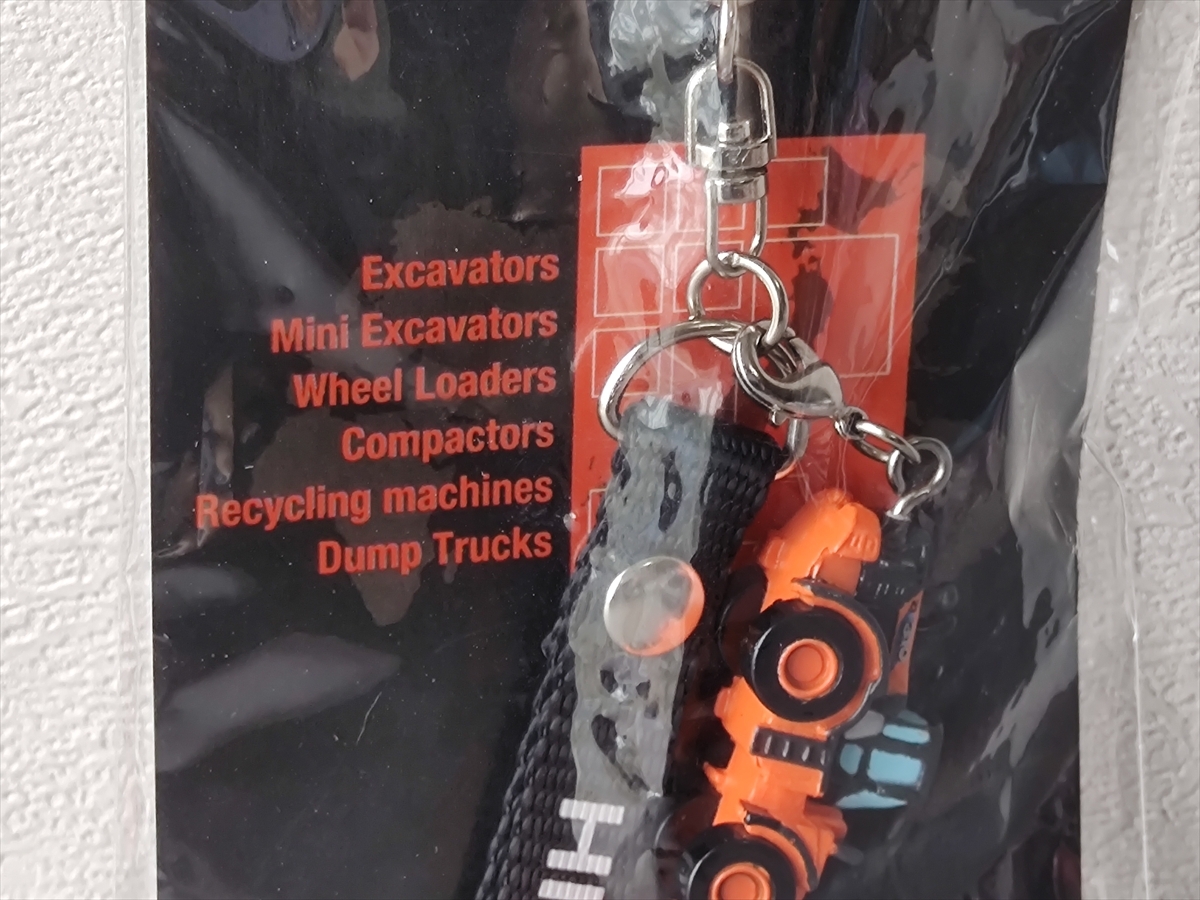 Excavators
Mini Excavators
Wheel Loaders
Compactors
Recycling machines
Dump Trucks
H